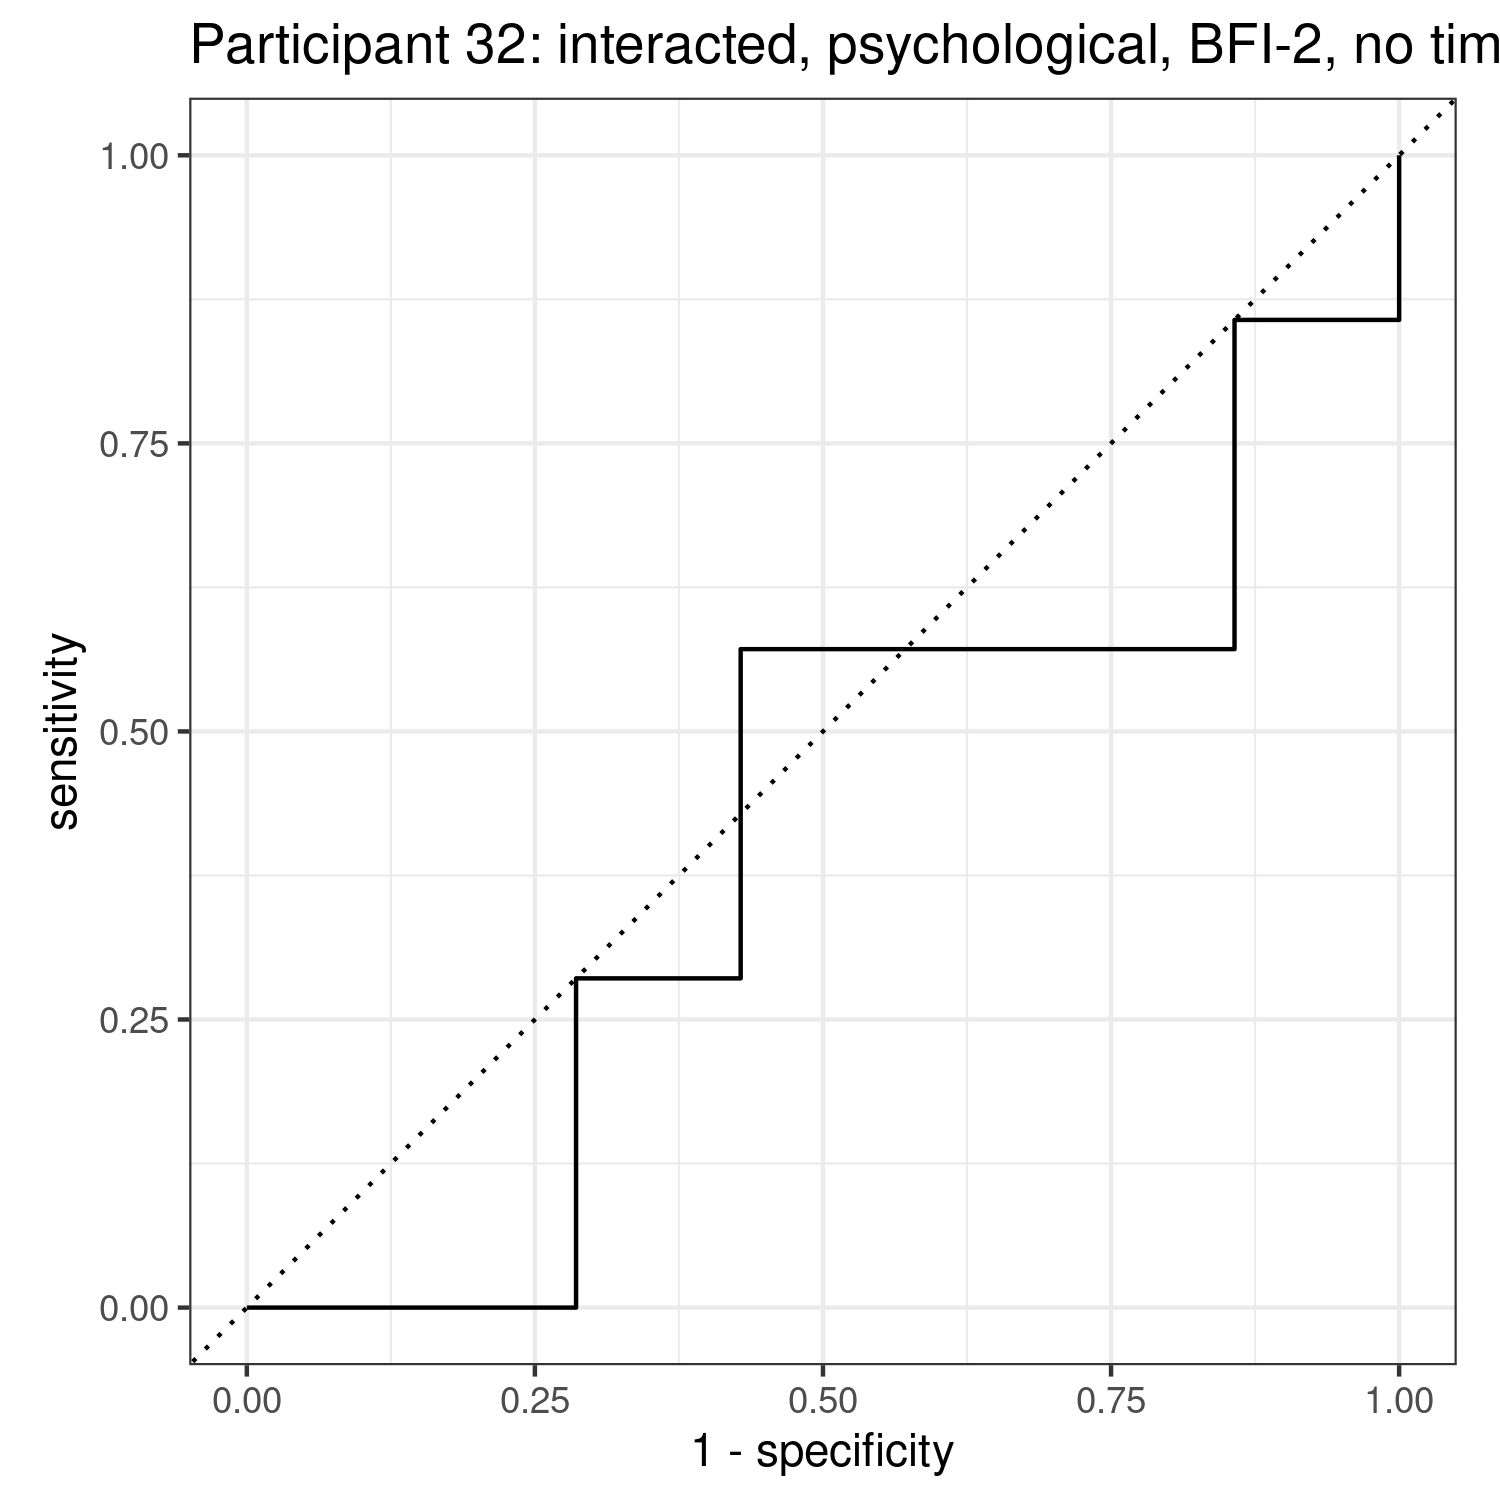 Participant 32: interacted, psychological, BFI-2, no tim
1.00
0.75
0.50
0.25
0.00
sensitivity
0.00 0.25 0.50 0.75 1.00
1 - specificity